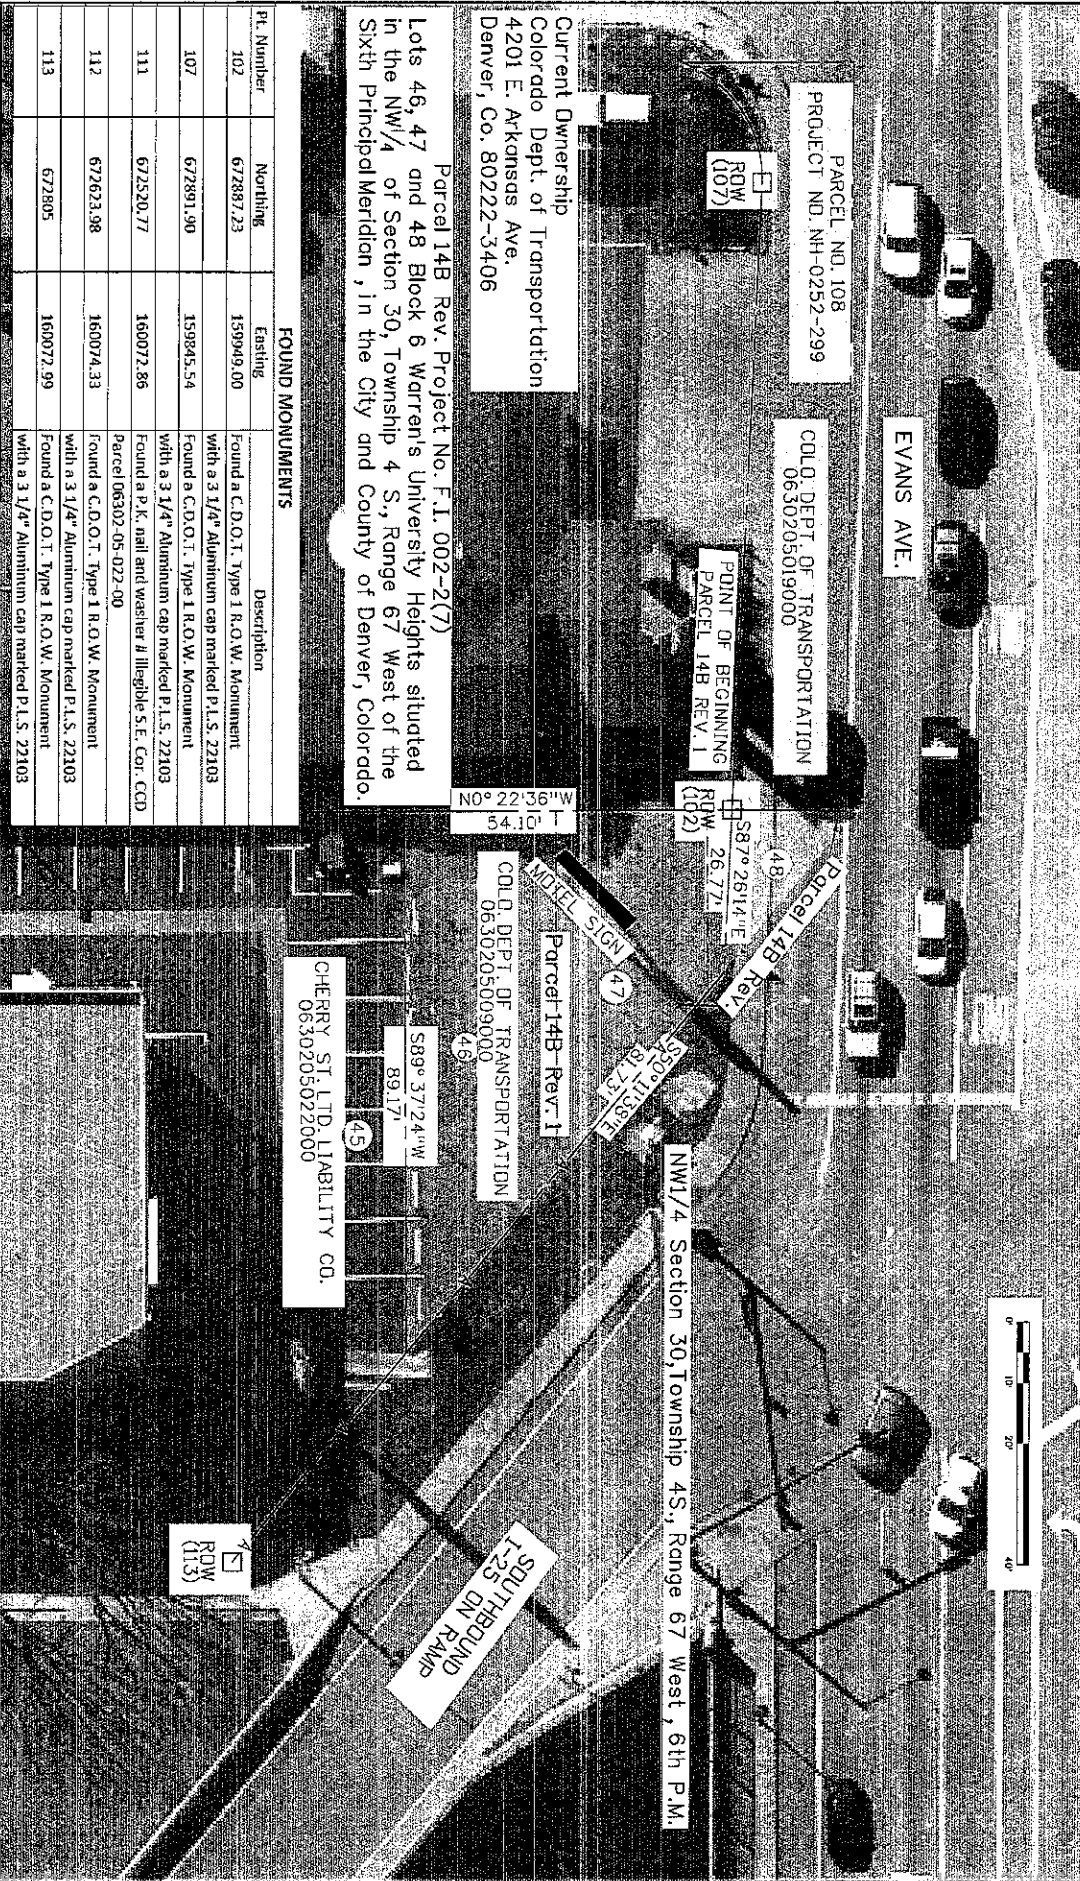 PARCEL NO. 108
PROJECT NO. NH-0252-299
EVANS AVE.
0' 10' 20' 40'
COLO. DEPT. OF TRANSPORTATION
0630205019000
ROW
(107)
POINT OF BEGINNING
PARCEL 14B REV.1
ROW
(102)
S87° 26'14"E
26.77'
48
Parcel 14B Rev.
Current Ownership
Colorado Dept. of Transportation
4201 E. Arkansas Ave.
Denver, Co. 80222-3406
N0° 22'36"W
54.10'
MOTEL SIGN
47
S50° 11'38"E
81.73'
NW1/4 Section 30, Township 4S., Range 67 West, 6th P.M.
Parcel 14B Rev. 1
COLO. DEPT OF TRANSPORTATION
0630205009000
46
Parcel 14B Rev. Project No. F.I. 002-2(7)
Lots 46, 47 and 48 Block 6 Warren's University Heights situated
in the NW1/4 of Section 30, Township 4 S., Range 67 West of the
Sixth Principal Meridian , in the City and County of Denver, Colorado.
S89° 37'24"W
89.17'
45
CHERRY ST. LTD. LIABILITY CO.
0630205022000
SOUTHBOUND
I-25 ON RAMP
ROW
(113)
FOUND MONUMENTS
Pt. Number Northing Easting Description
102 672887.23 159949.00 Found a C.D.O.T. Type 1 R.O.W. Monument
with a 3 1/4" Aluminum cap marked P.L.S. 22103
107 672891.90 159845.54 Found a C.D.O.T. Type 1 R.O.W. Monument
with a 3 1/4" Aluminum cap marked P.L.S. 22103
111 672520.77 160072.86 Found a P.K. nail and washer # illegible S.E. Cor. CCD
Parcel 06302-05-022-00
112 672623.98 160074.33 Found a C.D.O.T. Type 1 R.O.W. Monument
with a 3 1/4" Aluminum cap marked P.L.S. 22103
113 672805 160072.99 Found a C.D.O.T. Type 1 R.O.W. Monument
with a 3 1/4" Aluminum cap marked P.L.S. 22103